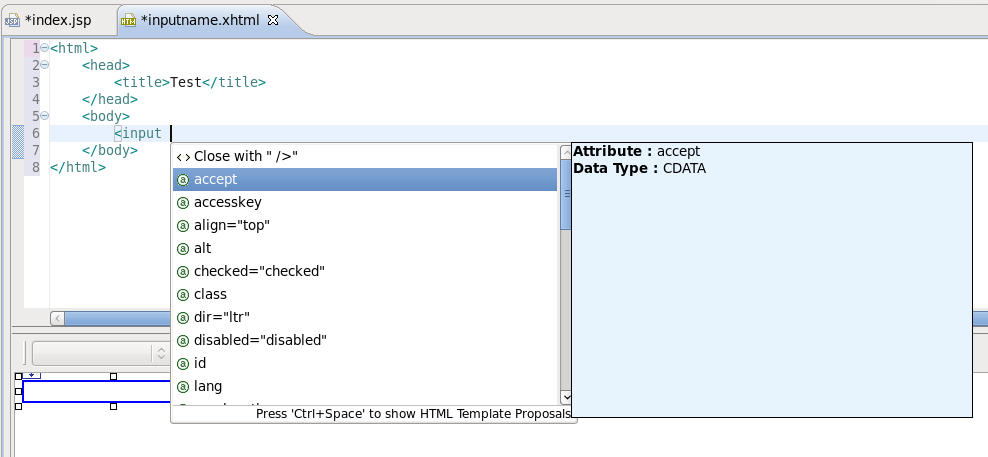 *index.jsp *inputname.xhtml
1 <html>
2 <head>
3 <title>Test</title>
4 </head>
5 <body>
6 <input
7 </body>
8 </html>
<> Close with " />"
accept
accesskey
align="top"
alt
checked="checked"
class
dir="ltr"
disabled="disabled"
id
lang
Press 'Ctrl+Space' to show HTML Template Proposals
Attribute : accept
Data Type : CDATA